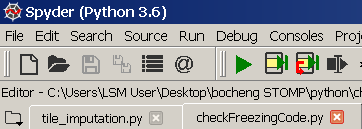 Spyder (Python 3.6)
File Edit Search Source Run Debug Consoles Proj
Editor - C:\Users\LSM User\Desktop\bocheng STOMP\python\c
tile_imputation.py checkFreezingCode.py